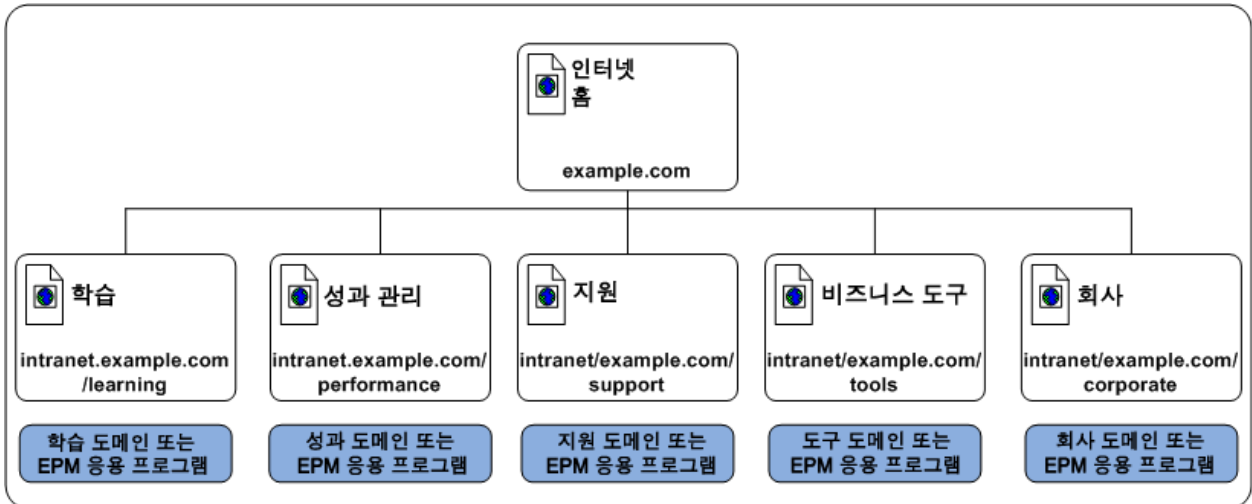 인터넷
홈
example.com
학습
intranet.example.com
/learning
성과 관리
intranet.example.com/
performance
지원
intranet/example.com/
support
비즈니스 도구
intranet/example.com/
tools
회사
intranet/example.com/
corporate
학습 도메인 또는
EPM 응용 프로그램
성과 도메인 또는
EPM 응용 프로그램
지원 도메인 또는
EPM 응용 프로그램
도구 도메인 또는
EPM 응용 프로그램
회사 도메인 또는
EPM 응용 프로그램